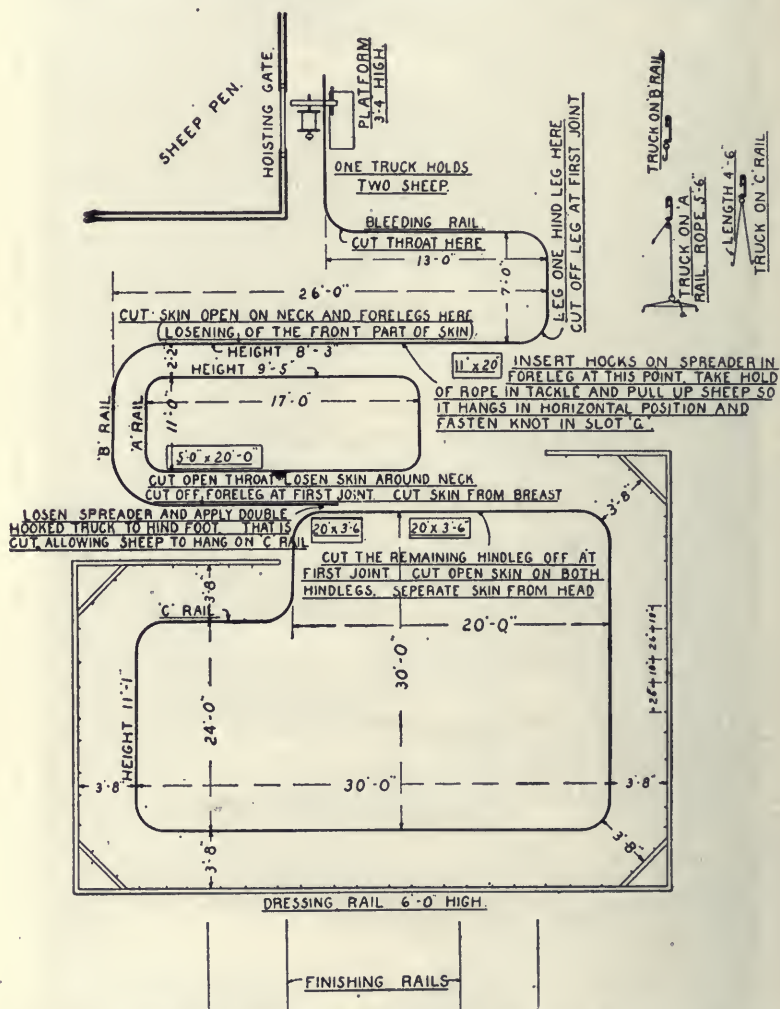 SHEEP PEN.
HOISTING GATE.
PLATFORM
3-4 HIGH.
ONE TRUCK HOLDS
TWO SHEEP.
BLEEDING RAIL.
CUT THROAT HERE
13'-0"
7'-0"
LEG ONE HIND LEG HERE
CUT OFF LEG AT FIRST JOINT
TRUCK ON 'B' RAIL
TRUCK ON 'A'
RAIL. ROPE 5'-6"
LENGTH 4'-6"
TRUCK ON 'C' RAIL
26'-0"
CUT SKIN OPEN ON NECK AND FORELEGS HERE
(LOSENING OF THE FRONT PART OF SKIN).
HEIGHT 8'-3"
HEIGHT 9'-5"
2'-2"
11" x 20"
INSERT HOCKS ON SPREADER IN
FORELEG AT THIS POINT. TAKE HOLD
OF ROPE IN TACKLE AND PULL UP SHEEP SO
IT HANGS IN HORIZONTAL POSITION AND
FASTEN KNOT IN SLOT 'G'.
'B' RAIL
'A' RAIL
11'-0"
17'-0"
5'-0" x 20'-0"
CUT OPEN THROAT LOSEN SKIN AROUND NECK
CUT OFF FORELEG AT FIRST JOINT. CUT SKIN FROM BREAST
LOSEN SPREADER AND APPLY DOUBLE
HOOKED TRUCK TO HIND FOOT. THAT IS
CUT, ALLOWING SHEEP TO HANG ON 'C' RAIL
20" x 3'-6
20" x 3'-6"
CUT THE REMAINING HINDLEG OFF AT
FIRST JOINT CUT OPEN SKIN ON BOTH
HINDLEGS. SEPERATE SKIN FROM HEAD
3'-8"
3'-8"
'C' RAIL
20'-0"
30'-0"
24'-0"
HEIGHT 11'-1"
3'-8"
30'-0"
3'-8"
3'-8"
3'-8"
DRESSING RAIL 6'-0" HIGH.
FINISHING RAILS